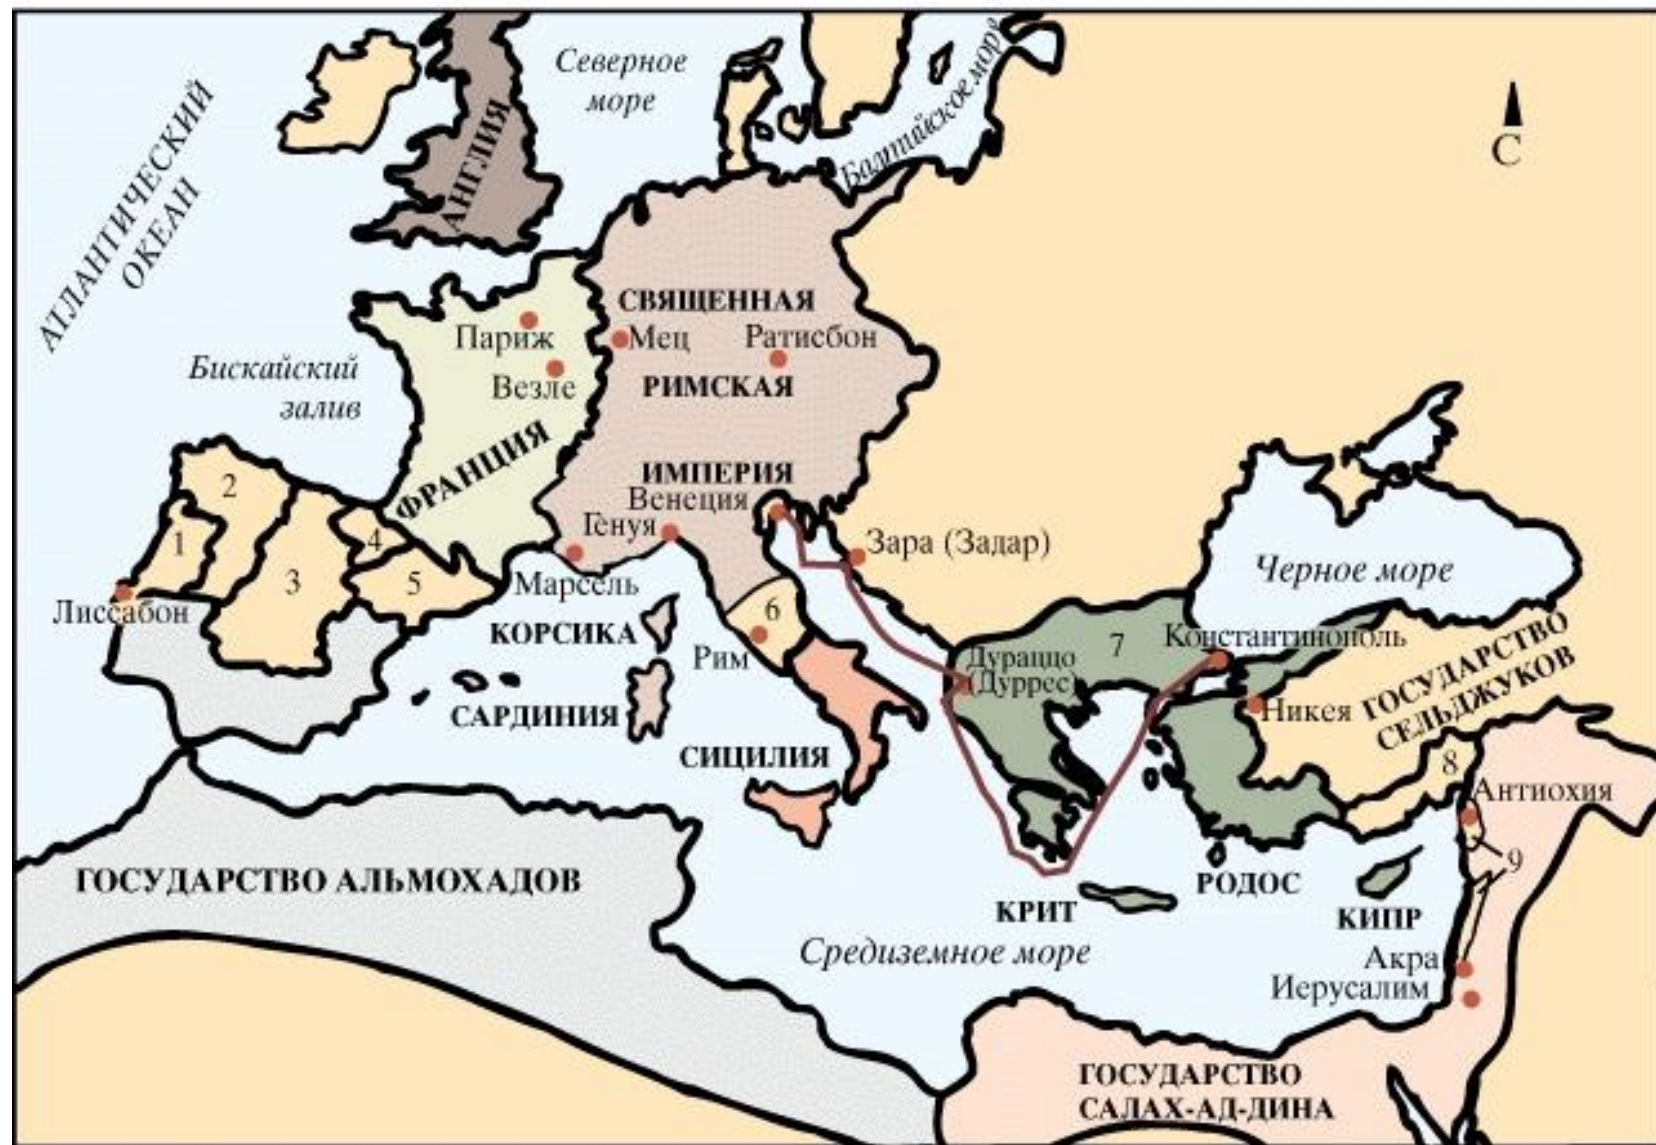 Северное
море
Балтийское море
С
АТЛАНТИЧЕСКИЙ
ОКЕАН
АНГЛИЯ
СВЯЩЕННАЯ
Париж
Мец
Ратисбон
Везле
РИМСКАЯ
Бискайский
залив
ФРАНЦИЯ
ИМПЕРИЯ
Венеция
Генуя
Марсель
Зара (Задар)
Черное море
2
1
3
4
5
6
7
Лиссабон
КОРСИКА
Рим
Константинополь
Дураццо
(Дуррес)
Никея
ГОСУДАРСТВО
СЕЛЬДЖУКОВ
САРДИНИЯ
СИЦИЛИЯ
8
Антиохия
9
ГОСУДАРСТВО АЛЬМОХАДОВ
РОДОС
КРИТ
КИПР
Средиземное море
Акра
Иерусалим
ГОСУДАРСТВО
САЛАХ-АД-ДИНА